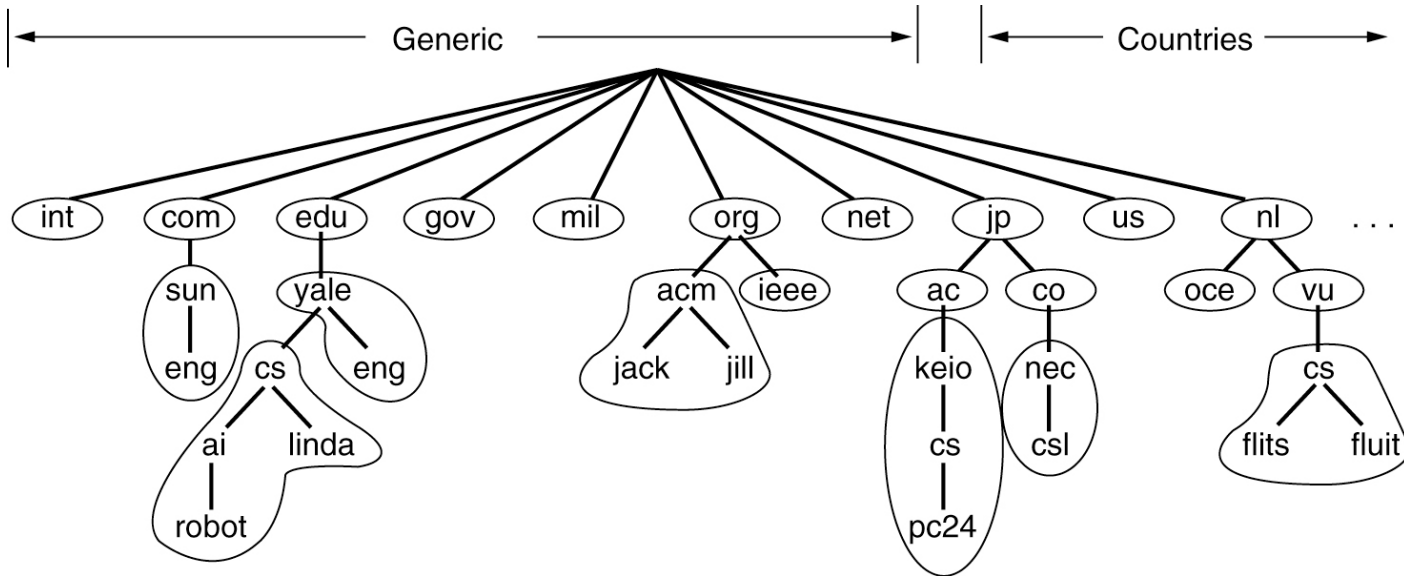 Generic Countries
int com edu gov mil org net jp us nl . . .
sun yale acm ieee ac co oce vu
eng cs eng jack jill keio nec cs
ai linda cs csl flits fluit
robot pc24